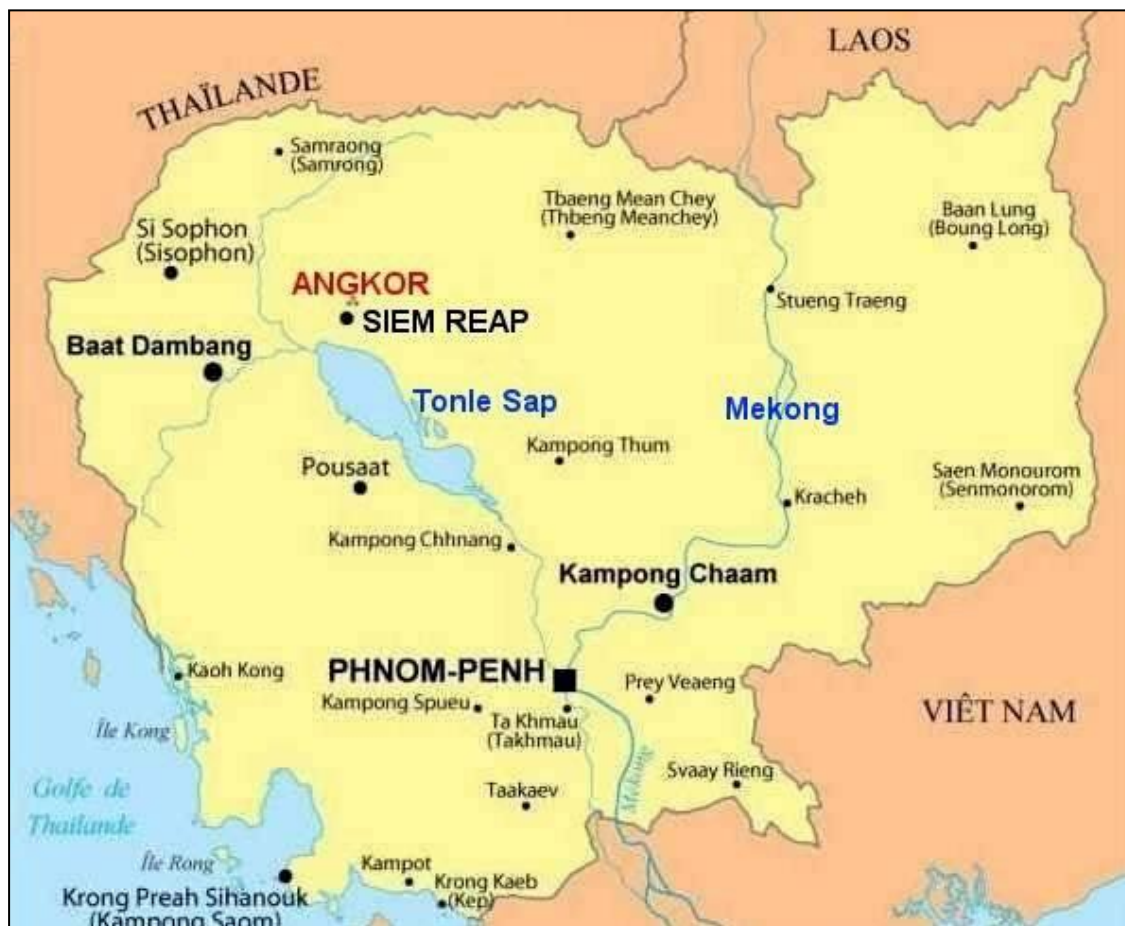 LAOS
THAÏLANDE
Samraong
(Samrong)
Tbaeng Mean Chey
(Thbeng Meanchey)
Baan Lung
(Boung Long)
Si Sophon
(Sisophon)
ANGKOR
SIEM REAP
Stueng Traeng
Baat Dambang
Tonle Sap
Mekong
Kampong Thum
Pousaat
Saen Monourom
(Senmonorom)
Kracheh
Kampong Chhnang
Kampong Chaam
Kaoh Kong
PHNOM-PENH
Prey Veaeng
Kampong Spueu
Ta Khmau
(Takhmau)
VIÊT NAM
Île Kong
Mekong
Svaay Rieng
Golfe de
Thaïlande
Taakaev
Île Rong
Kampot
Krong Kaeb
(Kep)
Krong Preah Sihanouk
(Kampong Saom)